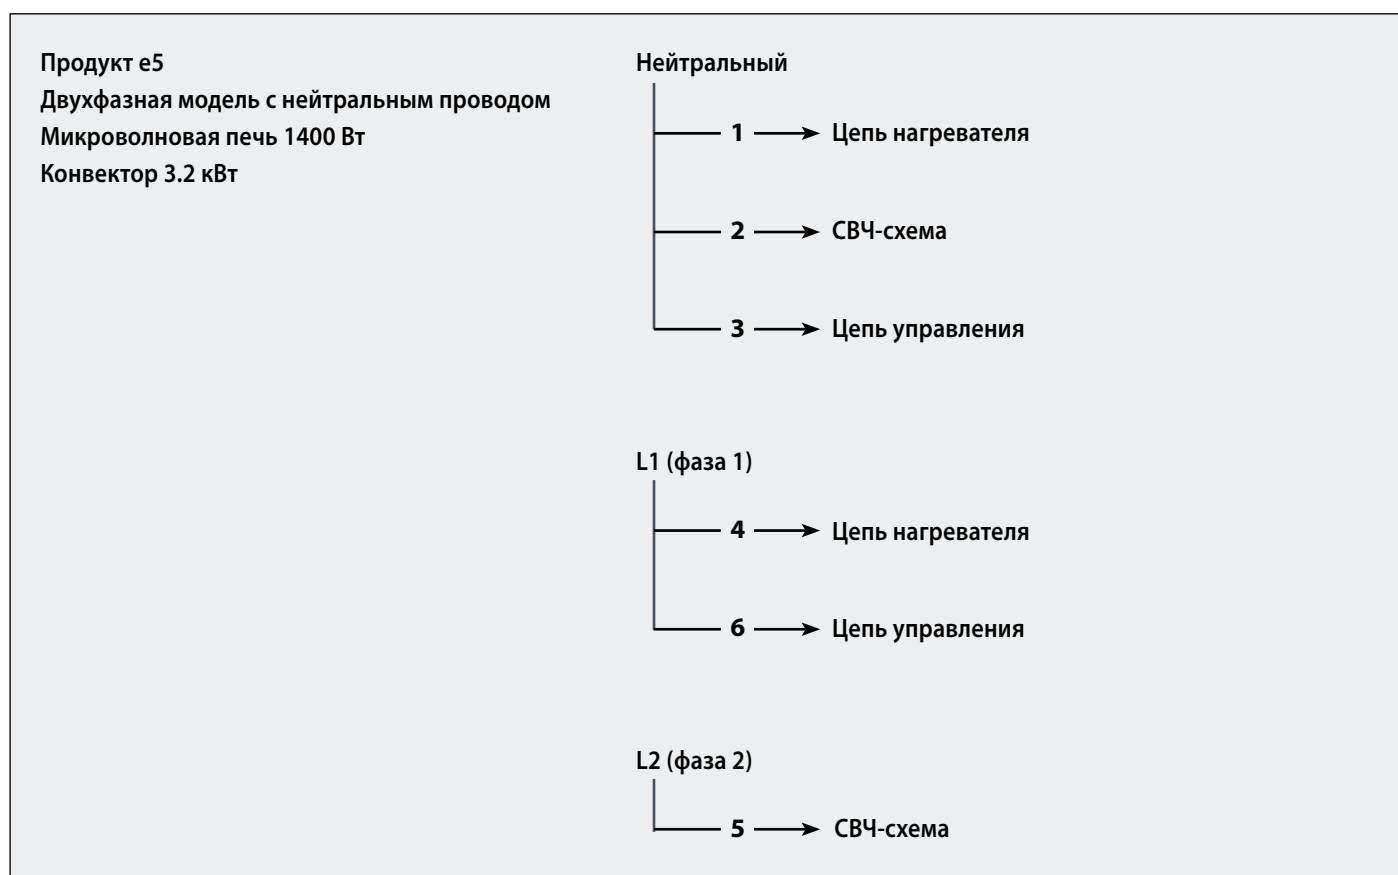 Продукт e5
Двухфазная модель с нейтральным проводом
Микроволновая печь 1400 Вт
Конвектор 3.2 кВт
Нейтральный
1 Цепь нагревателя
2 СВЧ-схема
3 Цепь управления
L1 (фаза 1)
4 Цепь нагревателя
6 Цепь управления
L2 (фаза 2)
5 СВЧ-схема